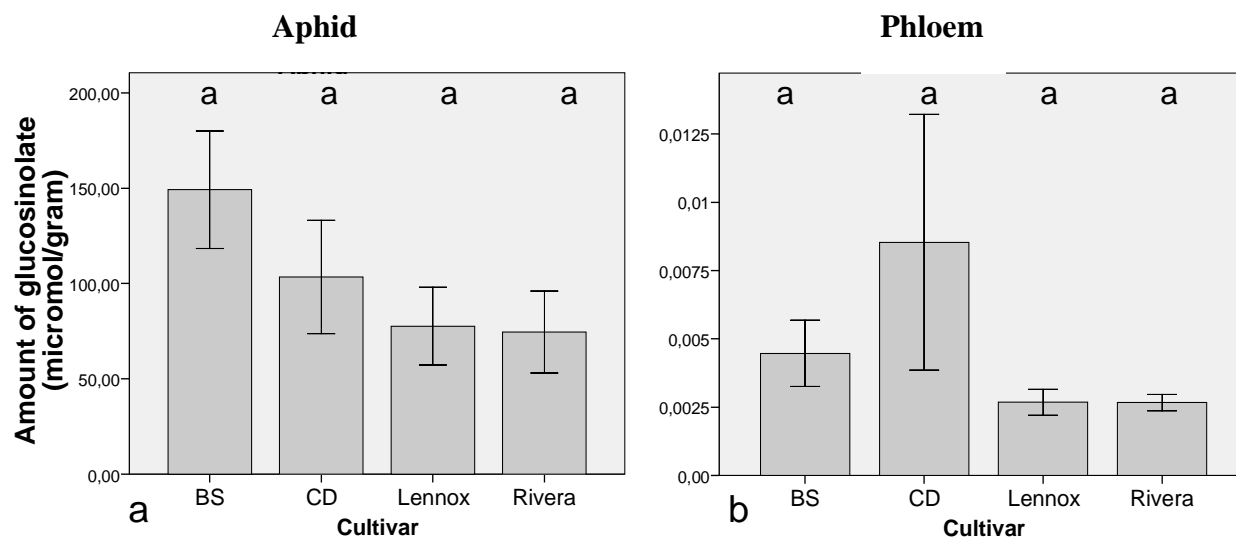 Aphid
Phloem
a a a a
Amount of glucosinolate
(micromol/gram)
200,00
150,00
100,00
50,00
0,00
BS CD Lennox Rivera
Cultivar
a
a a a a
0,0125
0,01
0,0075
0,005
0,0025
0,00
BS CD Lennox Rivera
Cultivar
b